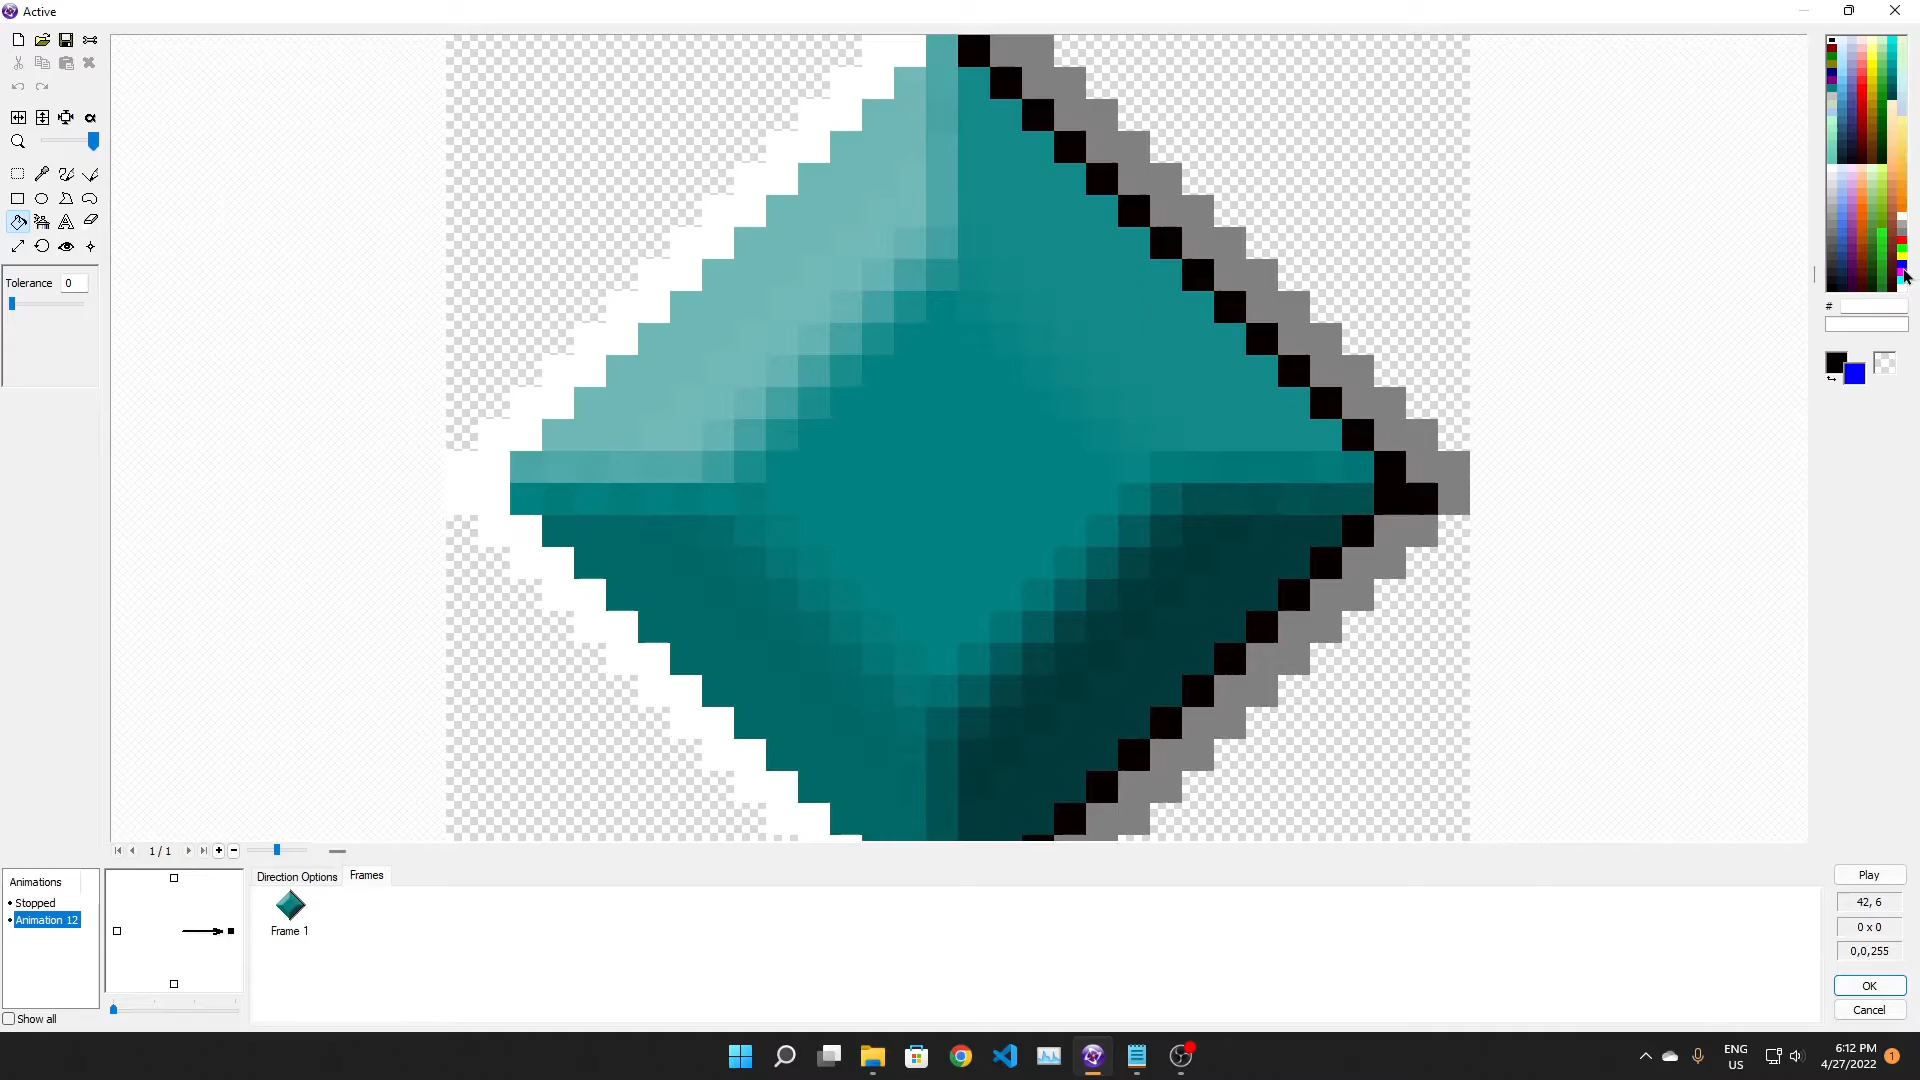 Active
Tolerance 0
#
1/1
Animations
Stopped
Animation 12
Show all
Direction Options Frames
Frame 1
Play
42, 6
0 x 0
0,0,255
OK
Cancel
ENG
US
6:12 PM
4/27/2022
1